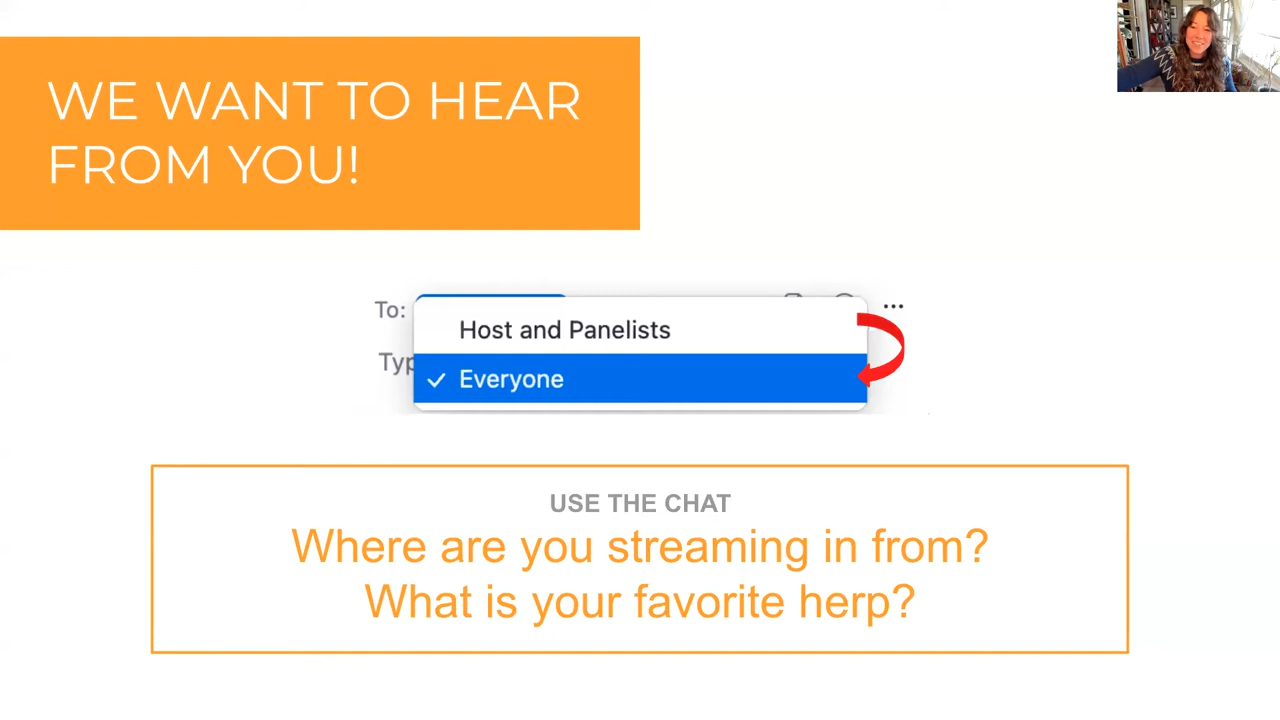 WE WANT TO HEAR
FROM YOU!
To:
Host and Panelists
Typ
Everyone
USE THE CHAT
Where are you streaming in from?
What is your favorite herp?